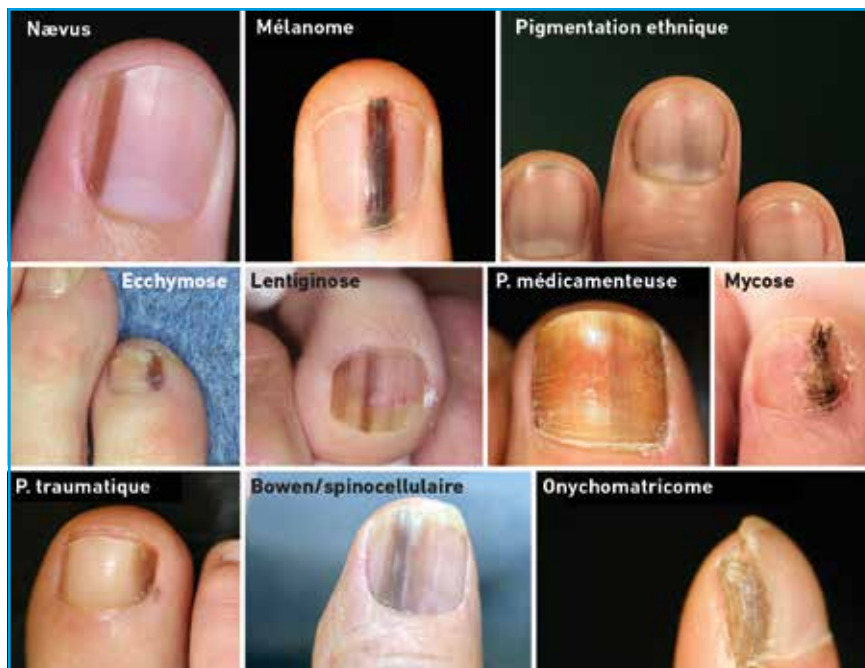 Nævus
Mélanome
Pigmentation ethnique
Ecchymose
Lentiginose
P. médicamenteuse
Mycose
P. traumatique
Bowen/spinocellulaire
Onychomatricome